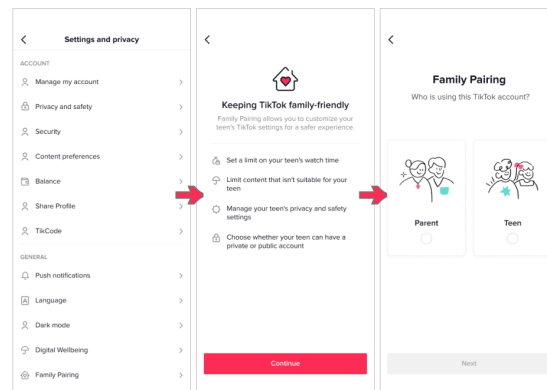 Settings and privacy
ACCOUNT
Manage my account
Privacy and safety
Security
Content preferences
Balance
Share Profile
TikCode
GENERAL
Push notifications
Language
Dark mode
Digital Wellbeing
Family Pairing
Keeping TikTok family-friendly
Family Pairing allows you to customize your
teen's TikTok settings for a safer experience.
Set a limit on your teen's watch time
Limit content that isn't suitable for your
teen
Manage your teen's privacy and safety
settings
Choose whether your teen can have a
private or public account
Continue
Family Pairing
Who is using this TikTok account?
Parent
Teen
Next